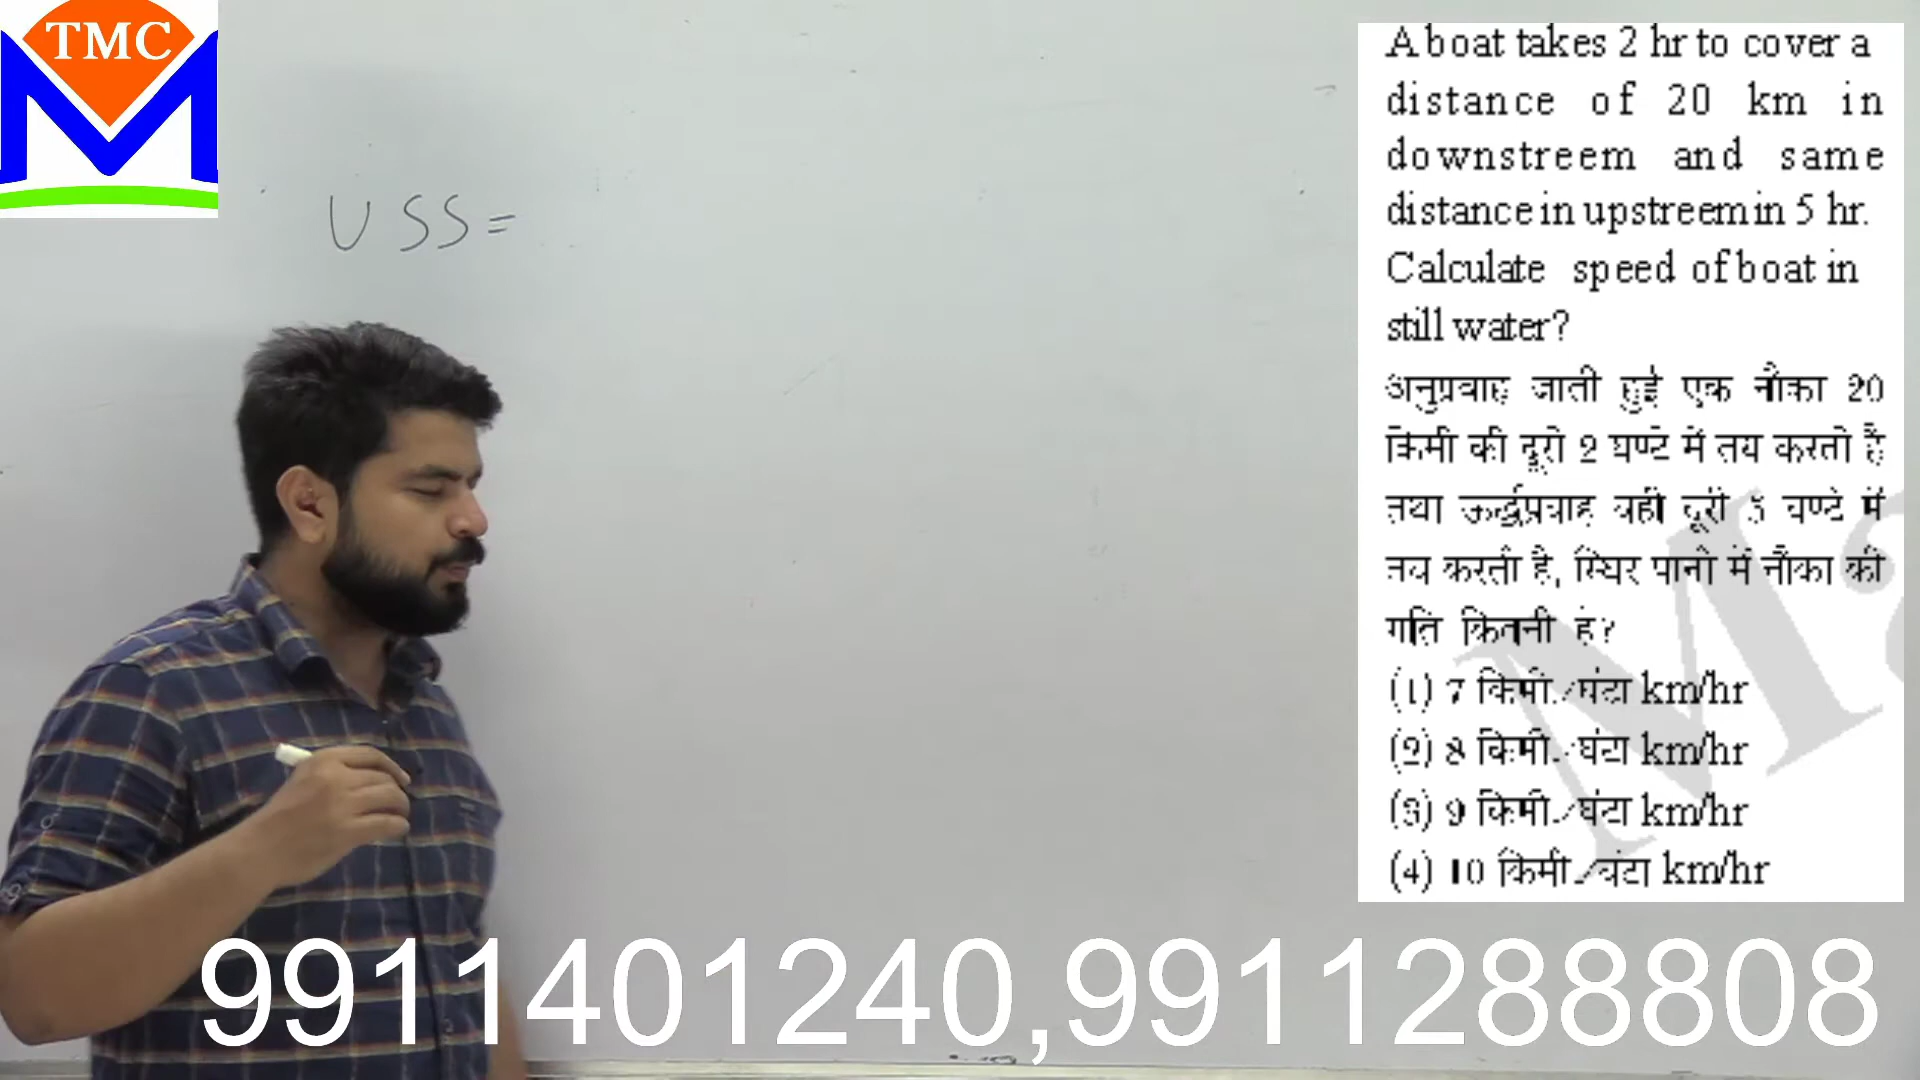 TMC
U SS =
A boat takes 2 hr to cover a
distance of 20 km in
downstreem and same
distance in upstreem in 5 hr.
Calculate speed of boat in
still water?
अनुप्रवाह जाती हुई एक नौका 20
किमी की दूरी 2 घण्टे में तय करती है
तथा ऊर्द्धप्रवाह वही दूरी 5 घण्टे में
तय करती है, स्थिर पानी में नौका की
गति कितनी है?
(1) 7 किमी./घंटा km/hr
(2) 8 किमी./घंटा km/hr
(3) 9 किमी./घंटा km/hr
(4) 10 किमी./घंटा km/hr
9911401240,9911288808